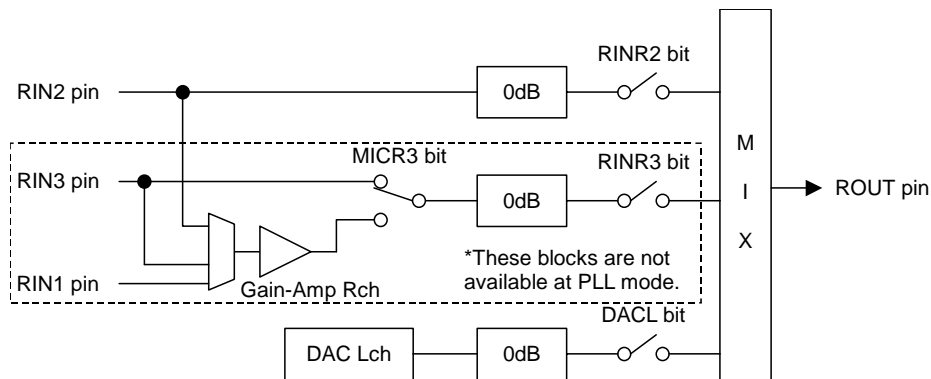 RINR2 bit
RIN2 pin
0dB
MICR3 bit
RINR3 bit
RIN3 pin
0dB
M
I
X
ROUT pin
*These blocks are not
available at PLL mode.
RIN1 pin
Gain-Amp Rch
DACL bit
DAC Lch
0dB